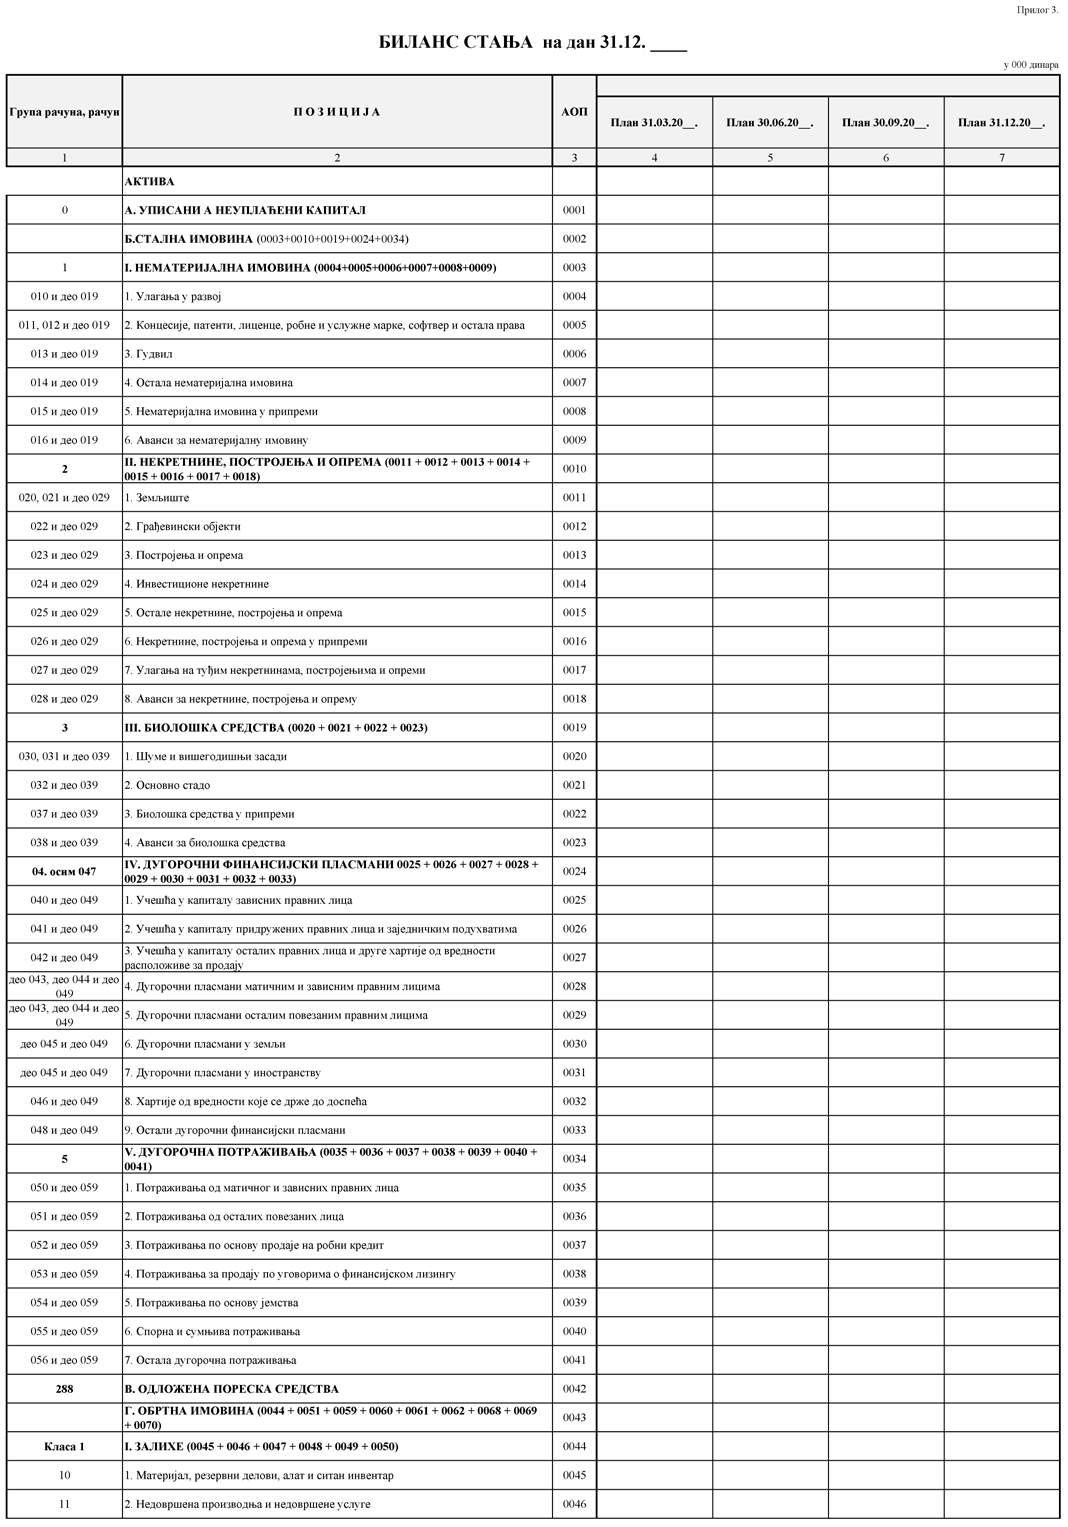 Прилог 3.
БИЛАНС СТАЊА на дан 31.12. ____
у 000 динара
Група рачуна, рачун П О З И Ц И Ј А АОП План 31.03.20__. План 30.06.20__. План 30.09.20__. План 31.12.20__.
1 2 3 4 5 6 7
АКТИВА
0 А. УПИСАНИ А НЕУПЛАЋЕНИ КАПИТАЛ 0001
Б.СТАЛНА ИМОВИНА (0003+0010+0019+0024+0034) 0002
1 I. НЕМАТЕРИЈАЛНА ИМОВИНА (0004+0005+0006+0007+0008+0009) 0003
010 и део 019 1. Улагања у развој 0004
011, 012 и део 019 2. Концесије, патенти, лиценце, робне и услужне марке, софтвер и остала права 0005
013 и део 019 3. Гудвил 0006
014 и део 019 4. Остала нематеријална имовина 0007
015 и део 019 5. Нематеријална имовина у припреми 0008
016 и део 019 6. Аванси за нематеријалну имовину 0009
2 II. НЕКРЕТНИНЕ, ПОСТРОЈЕЊА И ОПРЕМА (0011 + 0012 + 0013 + 0014 +
0015 + 0016 + 0017 + 0018) 0010
020, 021 и део 029 1. Земљиште 0011
022 и део 029 2. Грађевински објекти 0012
023 и део 029 3. Постројења и опрема 0013
024 и део 029 4. Инвестиционе некретнине 0014
025 и део 029 5. Остале некретнине, постројења и опрема 0015
026 и део 029 6. Некретнине, постројења и опрема у припреми 0016
027 и део 029 7. Улагања на туђим некретнинама, постројењима и опреми 0017
028 и део 029 8. Аванси за некретнине, постројења и опрему 0018
3 III. БИОЛОШКА СРЕДСТВА (0020 + 0021 + 0022 + 0023) 0019
030, 031 и део 039 1. Шуме и вишегодишњи засади 0020
032 и део 039 2. Основно стадо 0021
037 и део 039 3. Биолошка средства у припреми 0022
038 и део 039 4. Аванси за биолошка средства 0023
04. осим 047 IV. ДУГОРОЧНИ ФИНАНСИЈСКИ ПЛАСМАНИ 0025 + 0026 + 0027 + 0028 +
0029 + 0030 + 0031 + 0032 + 0033) 0024
040 и део 049 1. Учешћа у капиталу зависних правних лица 0025
041 и део 049 2. Учешћа у капиталу придружених правних лица и заједничким подухватима 0026
042 и део 049 3. Учешћа у капиталу осталих правних лица и друге хартије од вредности
расположиве за продају 0027
део 043, део 044 и део
049 4. Дугорочни пласмани матичним и зависним правним лицима 0028
део 043, део 044 и део
049 5. Дугорочни пласмани осталим повезаним правним лицима 0029
део 045 и део 049 6. Дугорочни пласмани у земљи 0030
део 045 и део 049 7. Дугорочни пласмани у иностранству 0031
046 и део 049 8. Хартије од вредности које се држе до доспећа 0032
048 и део 049 9. Остали дугорочни финансијски пласмани 0033
5 V. ДУГОРОЧНА ПОТРАЖИВАЊА (0035 + 0036 + 0037 + 0038 + 0039 + 0040 +
0041) 0034
050 и део 059 1. Потраживања од матичног и зависних правних лица 0035
051 и део 059 2. Потраживања од осталих повезаних лица 0036
052 и део 059 3. Потраживања по основу продаје на робни кредит 0037
053 и део 059 4. Потраживања за продају по уговорима о финансијском лизингу 0038
054 и део 059 5. Потраживања по основу јемства 0039
055 и део 059 6. Спорна и сумњива потраживања 0040
056 и део 059 7. Остала дугорочна потраживања 0041
288 В. ОДЛОЖЕНА ПОРЕСКА СРЕДСТВА 0042
Г. ОБРТНА ИМОВИНА (0044 + 0051 + 0059 + 0060 + 0061 + 0062 + 0068 + 0069
+ 0070) 0043
Класа 1 I. ЗАЛИХЕ (0045 + 0046 + 0047 + 0048 + 0049 + 0050) 0044
10 1. Материјал, резервни делови, алат и ситан инвентар 0045
11 2. Недовршена производња и недовршене услуге 0046